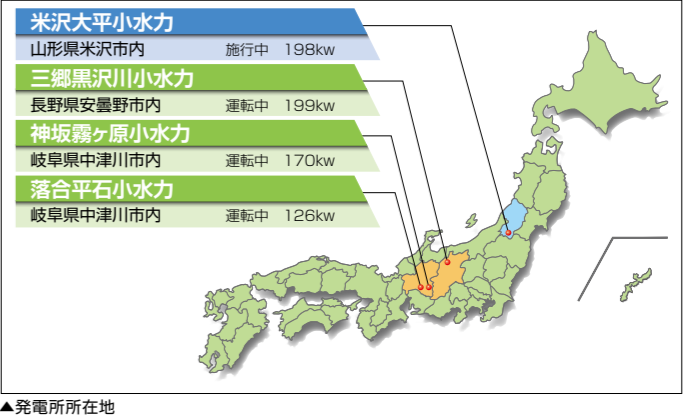 米沢大平小水力
山形県米沢市内 施行中 198kw
三郷黒沢川小水力
長野県安曇野市内 運転中 199kw
神坂霧ヶ原小水力
岐阜県中津川市内 運転中 170kw
落合平石小水力
岐阜県中津川市内 運転中 126kw
▲発電所所在地